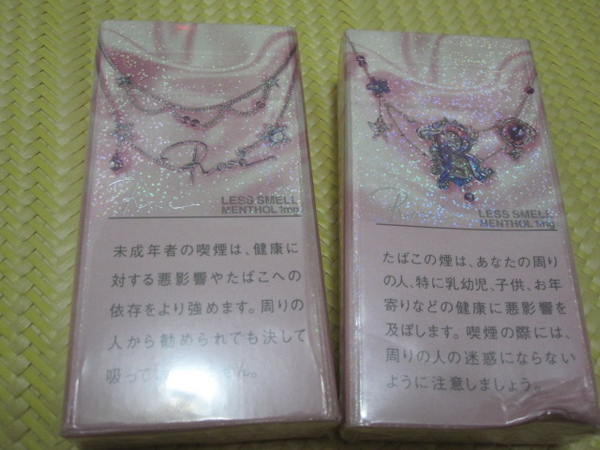 LESS SMELL
MENTHOL 1mg
未成年者の喫煙は、健康に
対する悪影響やたばこへの
依存をより強めます。周りの
人から勧められても決して
吸って
ん。
LESS SMELL
MENTHOL 1mg
たばこの煙は、あなたの周り
の人、特に乳幼児、子供、お年
寄りなどの健康に悪影響を
及ぼします。喫煙の際には、
周りの人の迷惑にならない
ように注意しましょう。